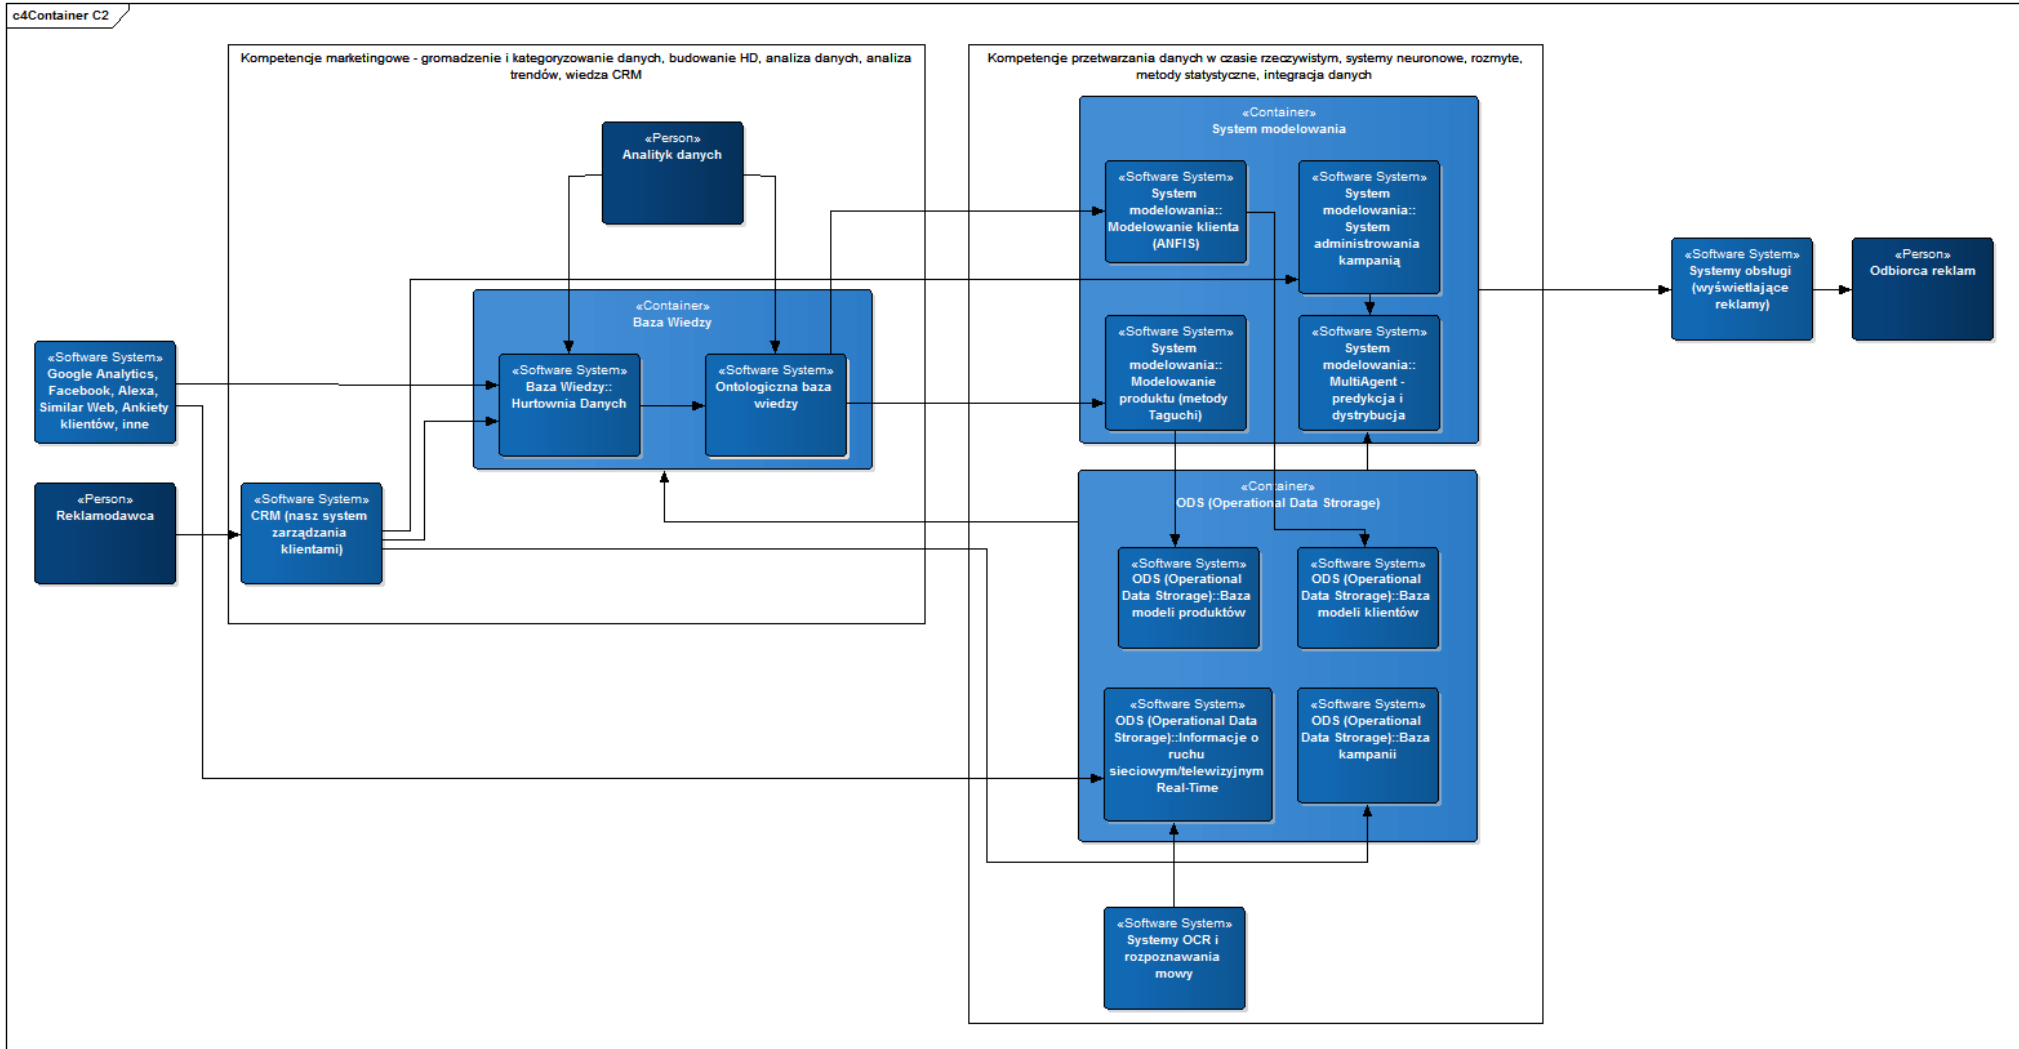 c4Container C2
Kompetencje marketingowe - gromadzenie i kategoryzowanie danych, budowanie HD, analiza danych, analiza
trendów, wiedza CRM
Kompetencje przetwarzania danych w czasie rzeczywistym, systemy neuronowe, rozmyte,
metody statystyczne, integracja danych
«Person»
Analityk danych
«Container»
Baza Wiedzy
«Software System»
Baza Wiedzy::
Hurtownia Danych
«Software System»
Ontologiczna baza
wiedzy
«Software System»
Google Analytics,
Facebook, Alexa,
Similar Web, Ankiety
klientów, inne
«Person»
Reklamodawca
«Software System»
CRM (nasz system
zarządzania
klientami)
«Container»
System modelowania
«Software System»
System
modelowania::
Modelowanie klienta
(ANFIS)
«Software System»
System
modelowania::
System
administrowania
kampanią
«Software System»
System
modelowania::
Modelowanie
produktu (metody
Taguchi)
«Software System»
System
modelowania::
MultiAgent -
predykcja i
dystrybucja
«Container»
ODS (Operational Data Strorage)
«Software System»
ODS (Operational
Data Strorage)::Baza
modeli produktów
«Software System»
ODS (Operational
Data Strorage)::Baza
modeli klientów
«Software System»
ODS (Operational Data
Strorage)::Informacje o
ruchu
sieciowym/telewizyjnym
Real-Time
«Software System»
ODS (Operational
Data Strorage)::Baza
kampanii
«Software System»
Systemy OCR i
rozpoznawania
mowy
«Software System»
Systemy obsługi
(wyświetlające
reklamy)
«Person»
Odbiorca reklam